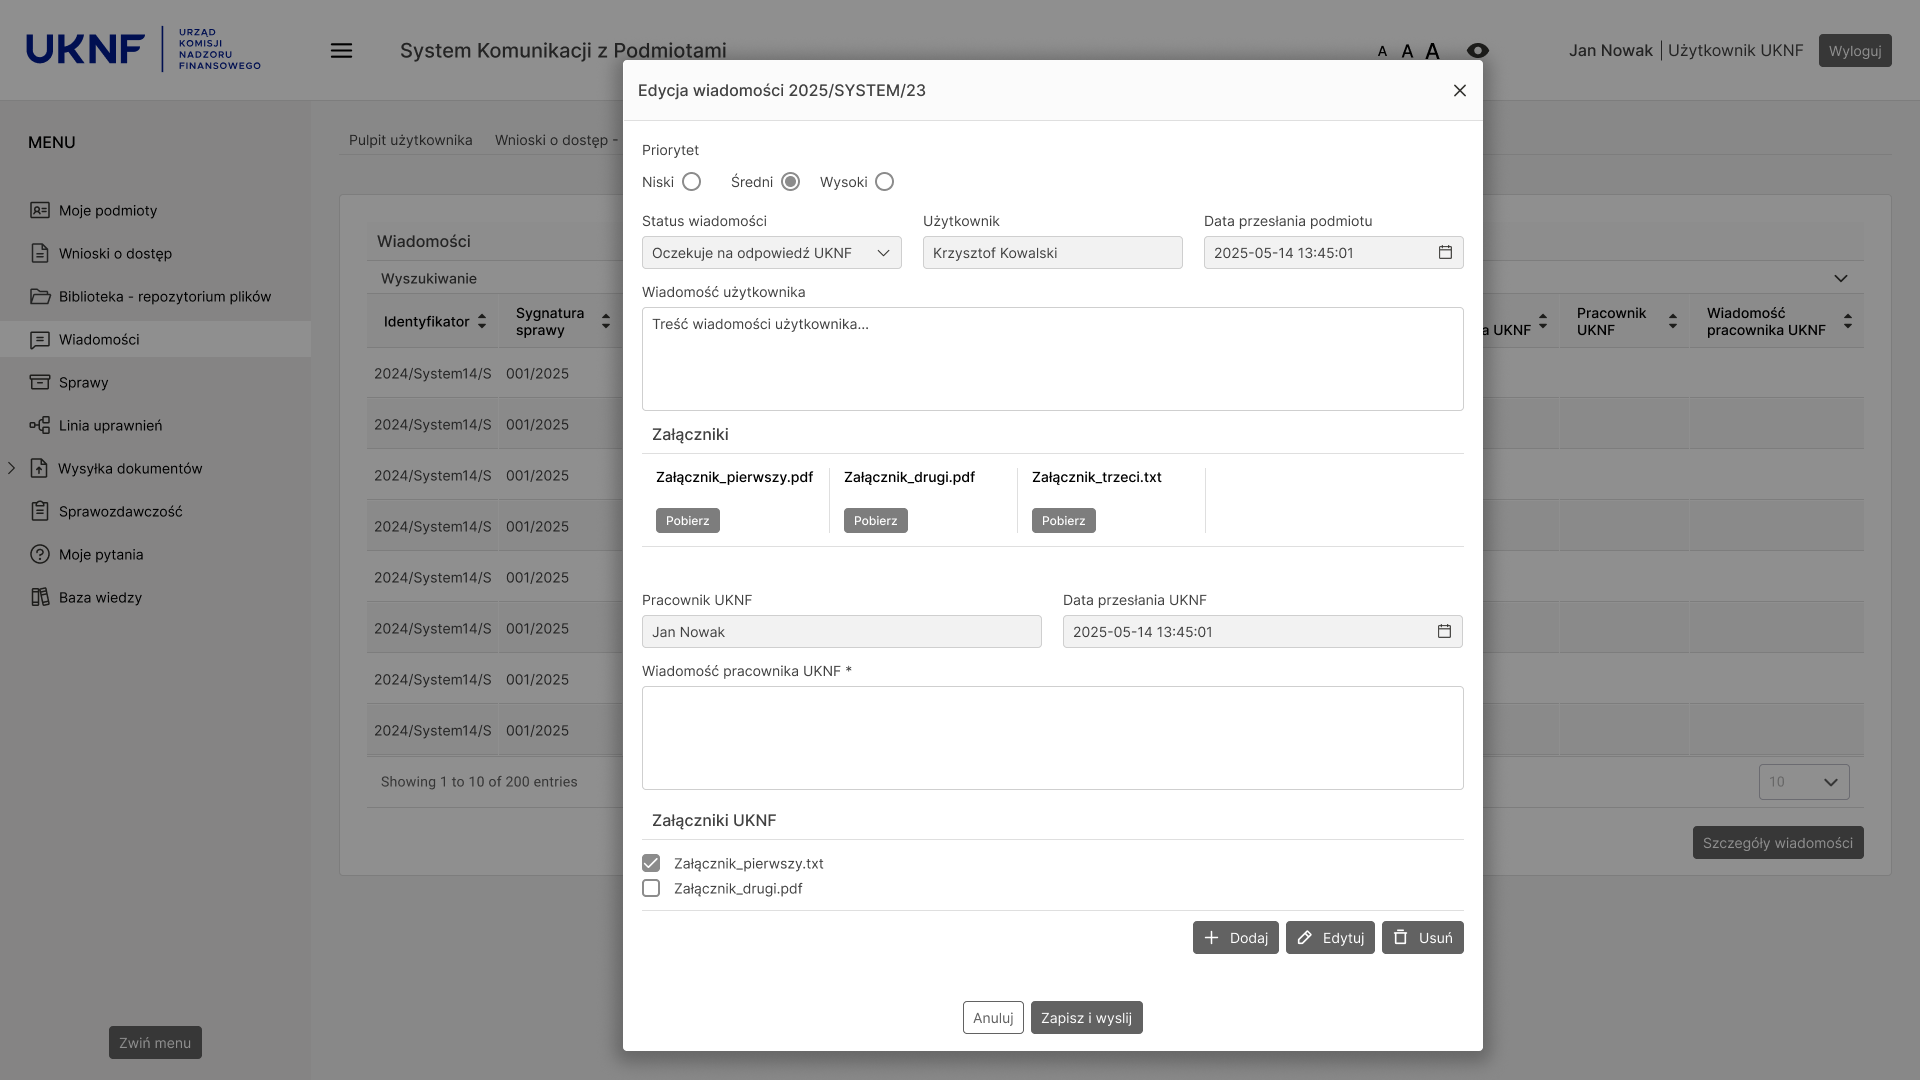 UKNF
URZĄD
KOMISJI
NADZORU
FINANSOWEGO
System Komunikacji z Podmiotami
A A A
Jan Nowak | Użytkownik UKNF
Wyloguj
MENU
Moje podmioty
Wnioski o dostęp
Biblioteka - repozytorium plików
Wiadomości
Sprawy
Linia uprawnień
Wysyłka dokumentów
Sprawozdawczość
Moje pytania
Baza wiedzy
Zwiń menu
Pulpit użytkownika
Wnioski o dostęp -
Wiadomości
Wyszukiwanie
Identyfikator
Sygnatura
sprawy
a UKNF
Pracownik
UKNF
Wiadomość
pracownika UKNF
2024/System14/S 001/2025
2024/System14/S 001/2025
2024/System14/S 001/2025
2024/System14/S 001/2025
2024/System14/S 001/2025
2024/System14/S 001/2025
2024/System14/S 001/2025
2024/System14/S 001/2025
Showing 1 to 10 of 200 entries
10
Szczegóły wiadomości
Edycja wiadomości 2025/SYSTEM/23
Priorytet
Niski Średni Wysoki
Status wiadomości
Oczekuje na odpowiedź UKNF
Użytkownik
Krzysztof Kowalski
Data przesłania podmiotu
2025-05-14 13:45:01
Wiadomość użytkownika
Treść wiadomości użytkownika...
Załączniki
Załącznik_pierwszy.pdf
Pobierz
Załącznik_drugi.pdf
Pobierz
Załącznik_trzeci.txt
Pobierz
Pracownik UKNF
Jan Nowak
Data przesłania UKNF
2025-05-14 13:45:01
Wiadomość pracownika UKNF *
Załączniki UKNF
Załącznik_pierwszy.txt
Załącznik_drugi.pdf
Dodaj
Edytuj
Usuń
Anuluj
Zapisz i wyslij